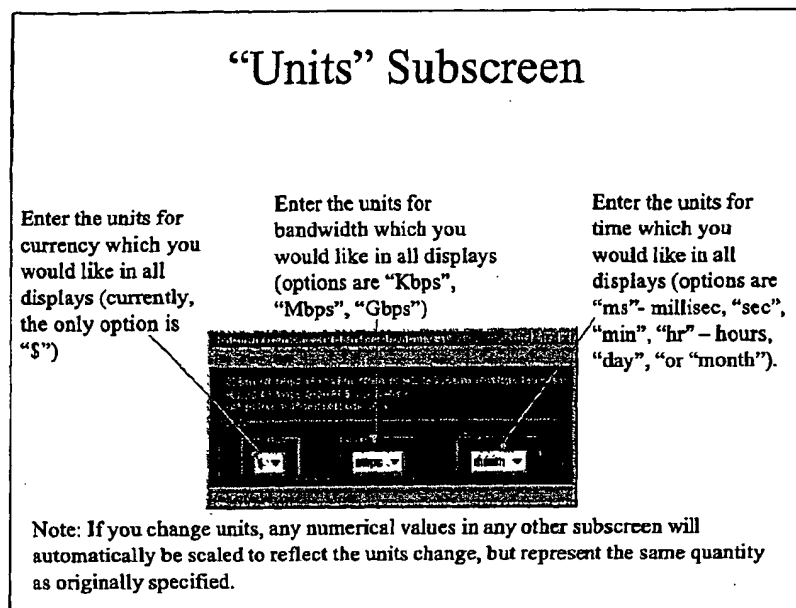 “Units” Subscreen
Enter the units for
currency which you
would like in all
displays (currently,
the only option is
“$”)
Enter the units for
bandwidth which you
would like in all displays
(options are “Kbps”,
“Mbps”, “Gbps”)
Enter the units for
time which you
would like in all
displays (options are
“ms”- millisec, “sec”,
“min”, “hr” – hours,
“day”, “or “month”).
Note: If you change units, any numerical values in any other subscreen will
automatically be scaled to reflect the units change, but represent the same quantity
as originally specified.